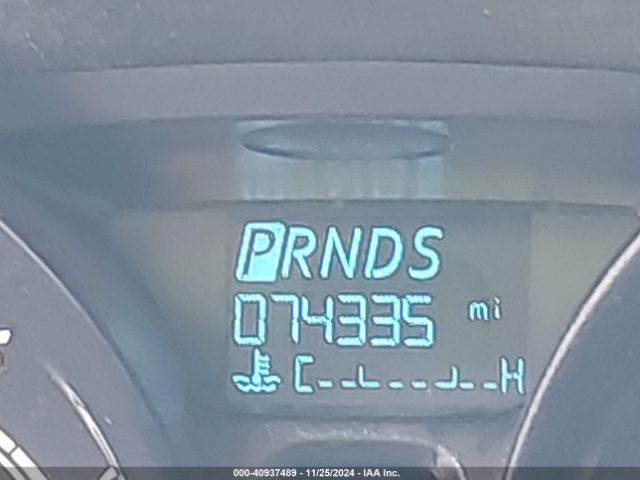 PRNDS
074335 mi
C H
000-40937489 - 11/25/2024 - IAA Inc.